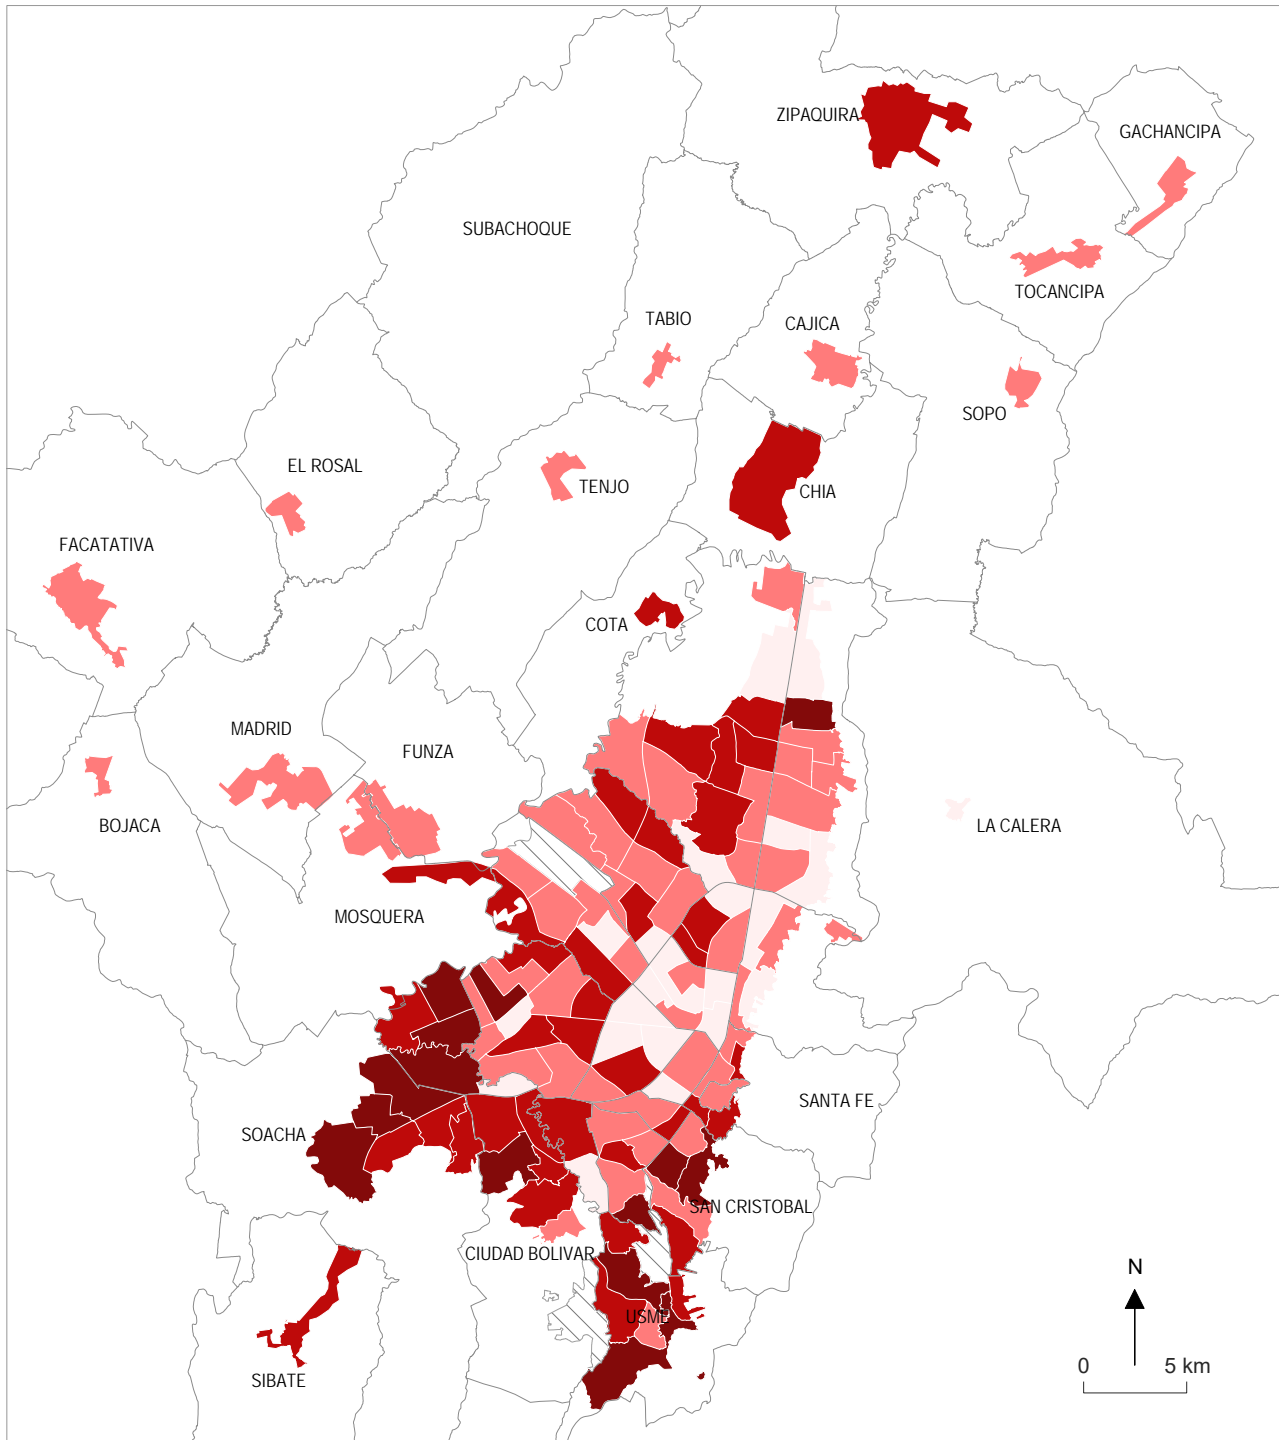 ZIPAQUIRA
GACHANCIPA
SUBACHOQUE
TOCANCIPA
TABIO
CAJICA
SOPO
EL ROSAL
TENJO
CHIA
FACATATIVA
COTA
MADRID
FUNZA
BOJACA
LA CALERA
MOSQUERA
SANTA FE
SOACHA
SAN CRISTOBAL
CIUDAD BOLIVAR
N
USME
0 5 km
SIBATE